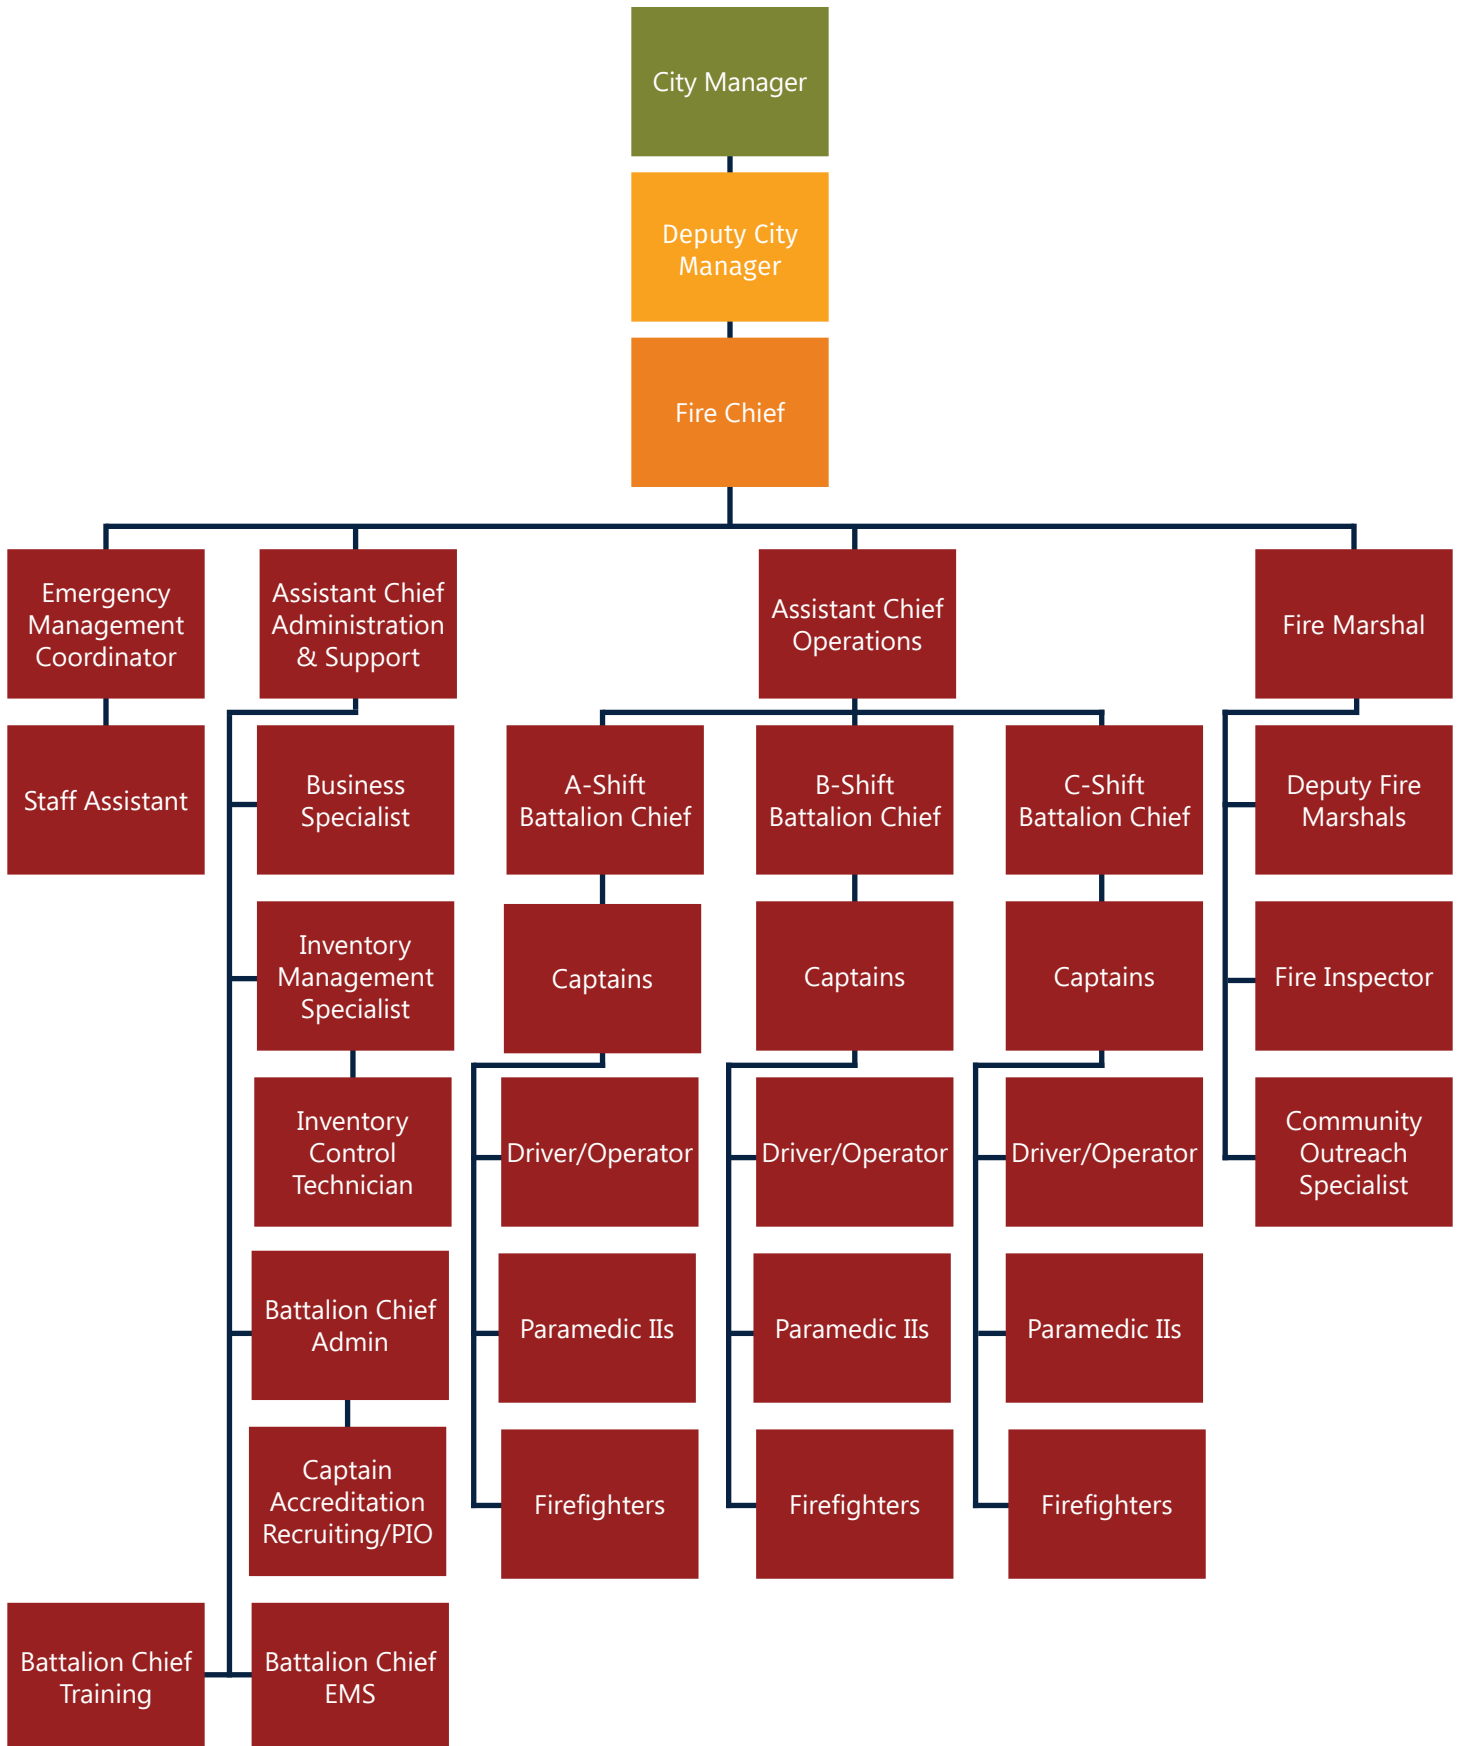 City Manager
Deputy City
Manager
Fire Chief
Emergency
Management
Coordinator
Assistant Chief
Administration
& Support
Assistant Chief
Operations
Fire Marshal
Staff Assistant
Business
Specialist
A-Shift
Battalion Chief
B-Shift
Battalion Chief
C-Shift
Battalion Chief
Deputy Fire
Marshals
Inventory
Management
Specialist
Captains
Captains
Captains
Fire Inspector
Inventory
Control
Technician
Driver/Operator
Driver/Operator
Driver/Operator
Community
Outreach
Specialist
Battalion Chief
Admin
Paramedic IIs
Paramedic IIs
Paramedic IIs
Captain
Accreditation
Recruiting/PIO
Firefighters
Firefighters
Firefighters
Battalion Chief
Training
Battalion Chief
EMS